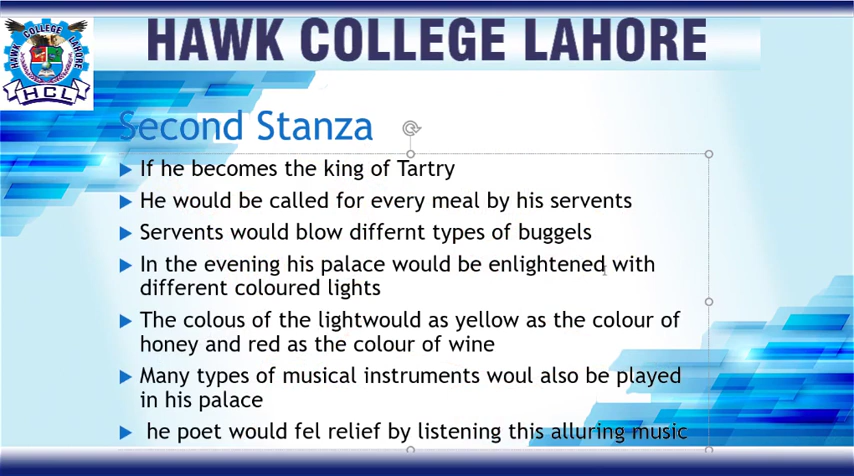 HAWK COLLEGE LAHORE
HAWK COLLEGE LAHORE
HCL
Second Stanza
If he becomes the king of Tartry
He would be called for every meal by his servents
Servents would blow differnt types of buggels
In the evening his palace would be enlightened with
different coloured lights
The colous of the lightwould as yellow as the colour of
honey and red as the colour of wine
Many types of musical instruments woul also be played
in his palace
he poet would fel relief by listening this alluring music